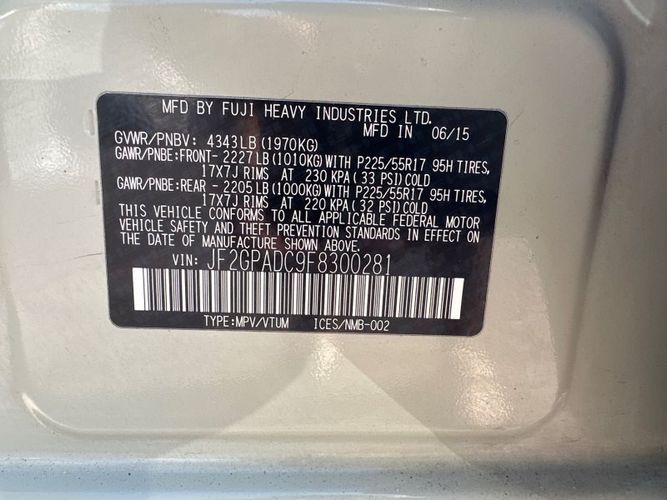 MFD BY FUJI HEAVY INDUSTRIES LTD.
MFD IN 06/15
GVWR/PNBV: 4343LB (1970KG)
GAWR/PNBE: FRONT- 2227LB (1010KG) WITH P225/55R17 95H TIRES,
17X7J RIMS AT 230 KPA (33 PSI) COLD
GAWR/PNBE: REAR - 2205LB (1000KG) WITH P225/55R17 95H TIRES,
17X7J RIMS AT 220 KPA (32 PSI) COLD
THIS VEHICLE CONFORMS TO ALL APPLICABLE FEDERAL MOTOR
VEHICLE SAFETY AND THEFT PREVENTION STANDARDS IN EFFECT ON
THE DATE OF MANUFACTURE SHOWN ABOVE.
VIN: JF2GPADC9F8300281
TYPE:MPV/VTUM ICES/NMB-002